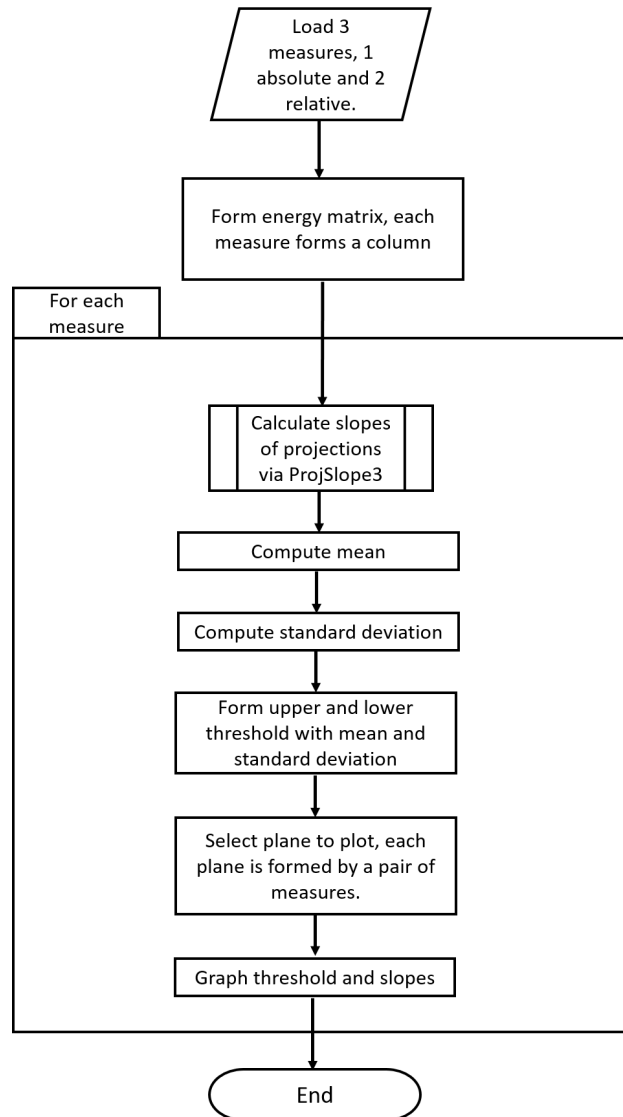 Load 3
measures, 1
absolute and 2
relative.
Form energy matrix, each
measure forms a column
For each
measure
Calculate slopes
of projections
via ProjSlope3
Compute mean
Compute standard deviation
Form upper and lower
threshold with mean and
standard deviation
Select plane to plot, each
plane is formed by a pair of
measures.
Graph threshold and slopes
End